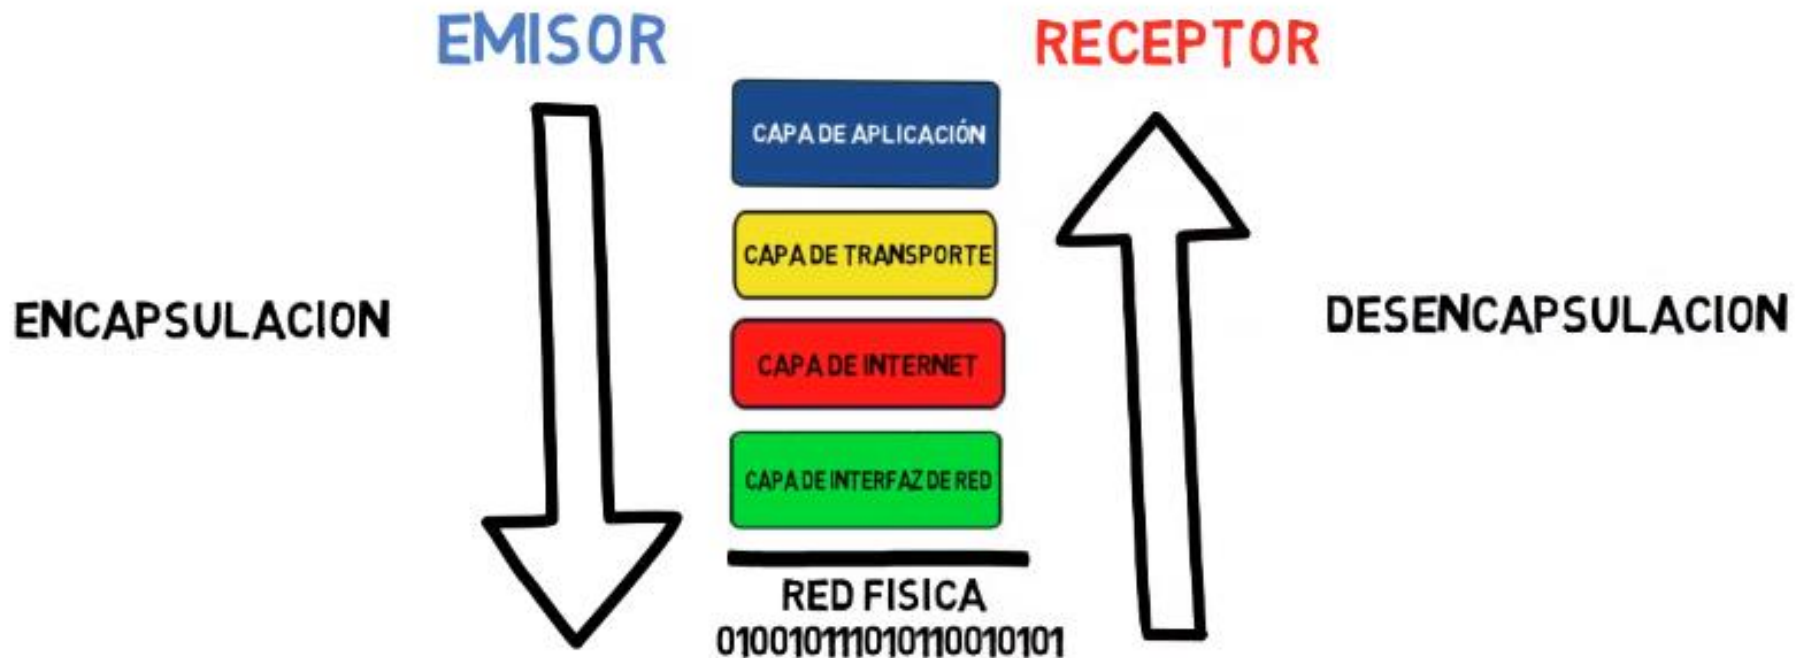 EMISOR
RECEPTOR
CAPA DE APLICACIÓN
CAPA DE TRANSPORTE
ENCAPSULACION
DESENCAPSULACION
CAPA DE INTERNET
CAPA DE INTERFAZ DE RED
RED FISICA
010010111010110010101